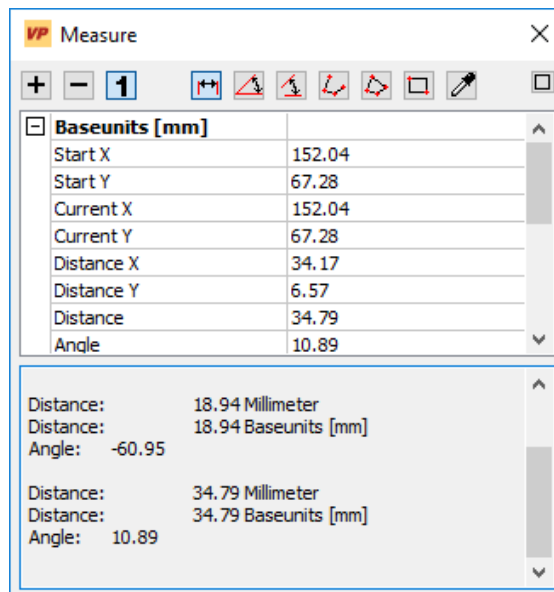 VP Measure
1
Baseunits [mm]
Start X 152.04
Start Y 67.28
Current X 152.04
Current Y 67.28
Distance X 34.17
Distance Y 6.57
Distance 34.79
Angle 10.89
Distance: 18.94 Millimeter
Distance: 18.94 Baseunits [mm]
Angle: -60.95
Distance: 34.79 Millimeter
Distance: 34.79 Baseunits [mm]
Angle: 10.89